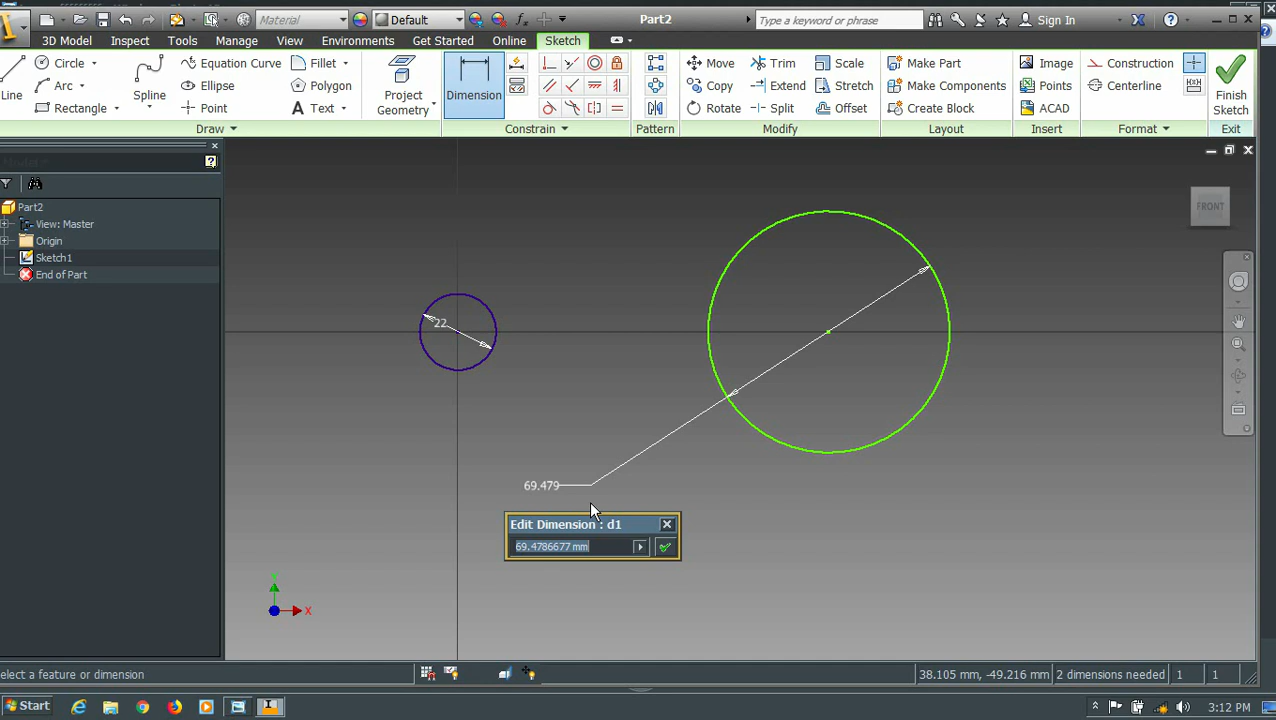 Material
Default
Part2
Type a keyword or phrase
Sign In
3D Model
Inspect
Tools
Manage
View
Environments
Get Started
Online
Sketch
Line
Circle
Arc
Rectangle
Spline
Equation Curve
Ellipse
Point
Fillet
Polygon
Text
Project Geometry
Dimension
Move
Copy
Rotate
Trim
Extend
Split
Scale
Stretch
Offset
Make Part
Make Components
Create Block
Image
Points
ACAD
Construction
Centerline
Finish Sketch
Draw
Constrain
Pattern
Modify
Layout
Insert
Format
Exit
Part2
View: Master
Origin
Sketch1
End of Part
FRONT
22
69.479
Edit Dimension : d1
69.4786677 mm
X
elect a feature or dimension
38.105 mm, -49.216 mm
2 dimensions needed
1
1
Start
3:12 PM